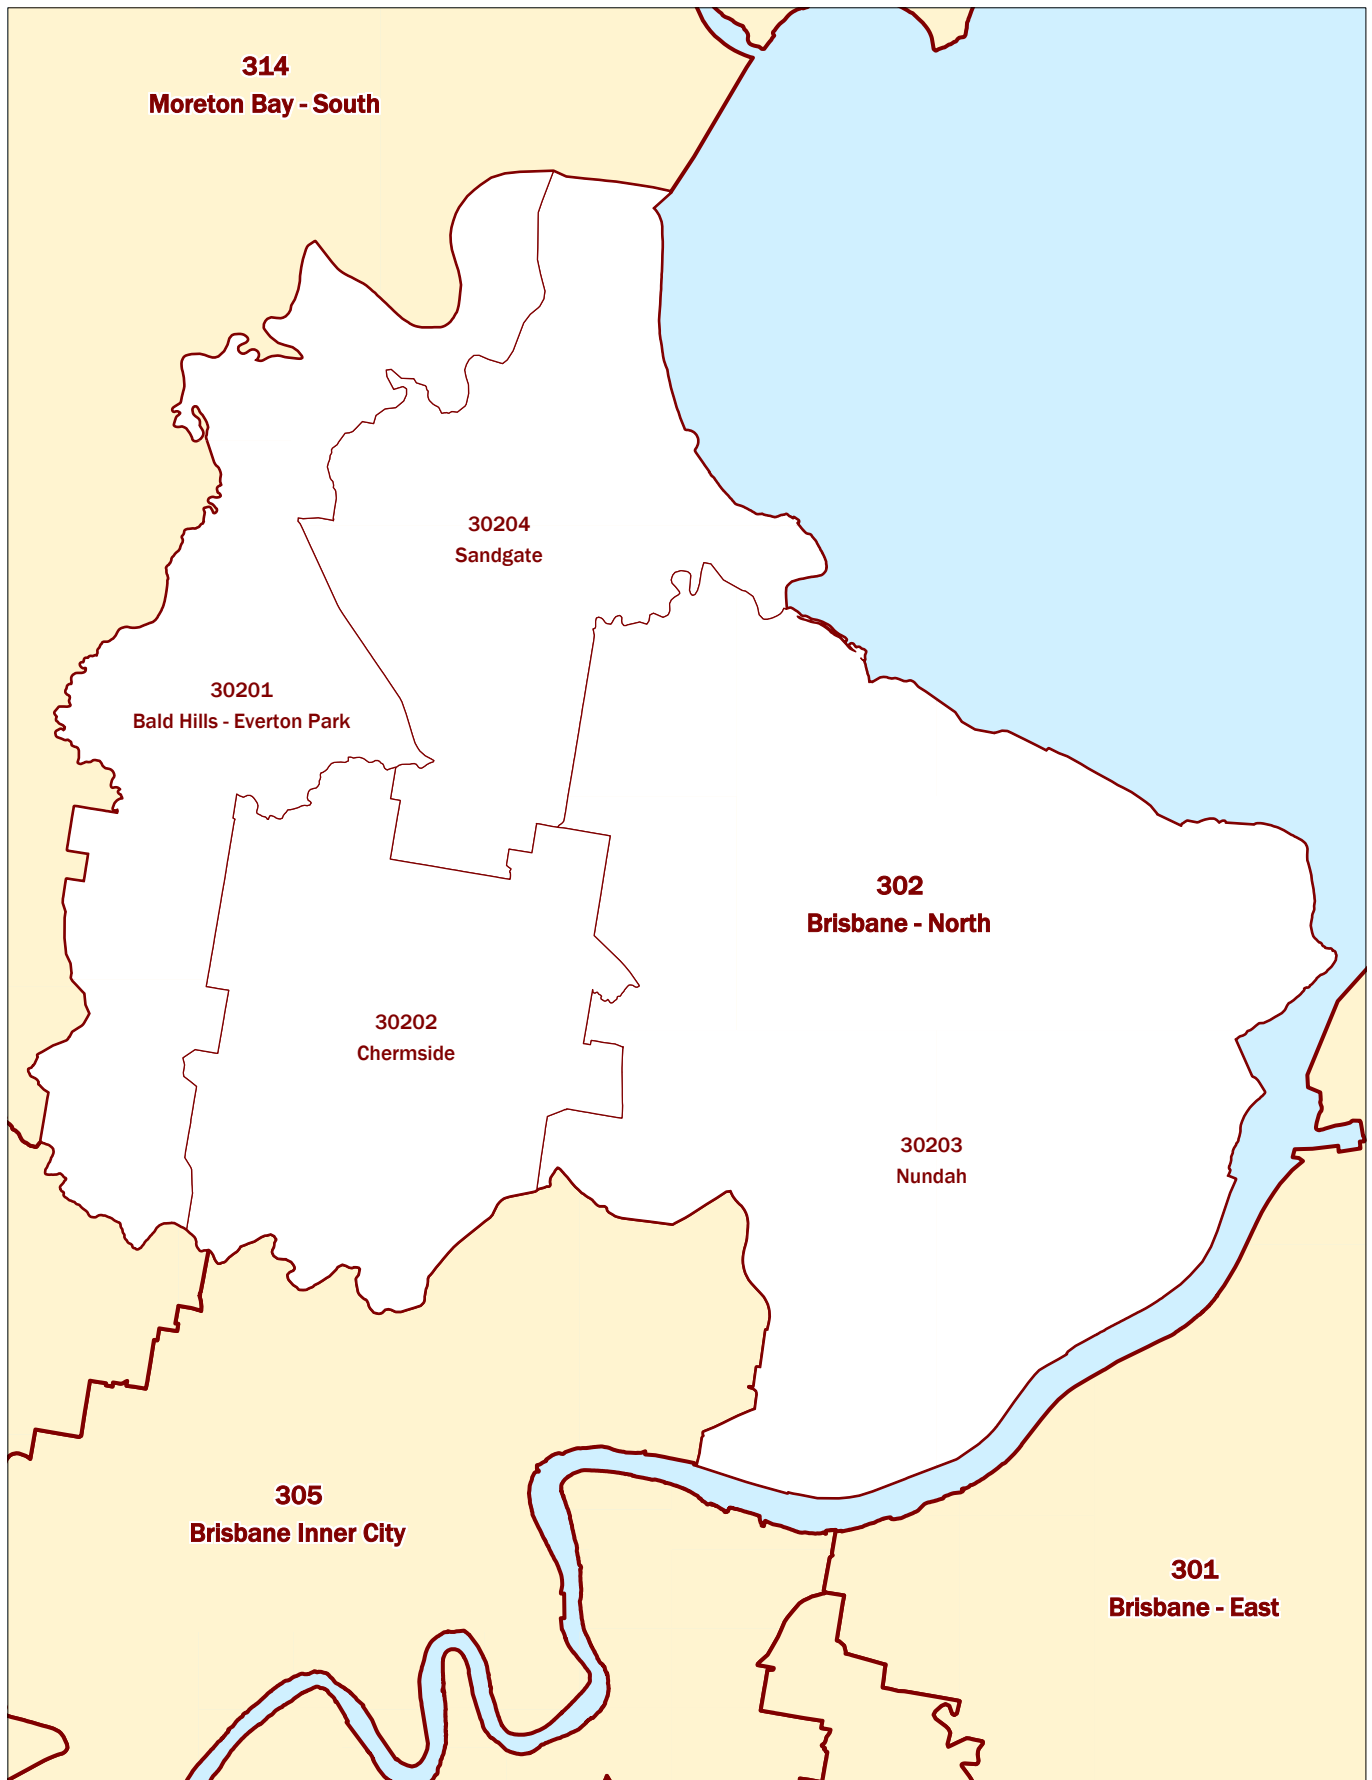 314
Moreton Bay - South
30204
Sandgate
30201
Bald Hills - Everton Park
302
Brisbane - North
30202
Chermside
30203
Nundah
305
Brisbane Inner City
301
Brisbane - East